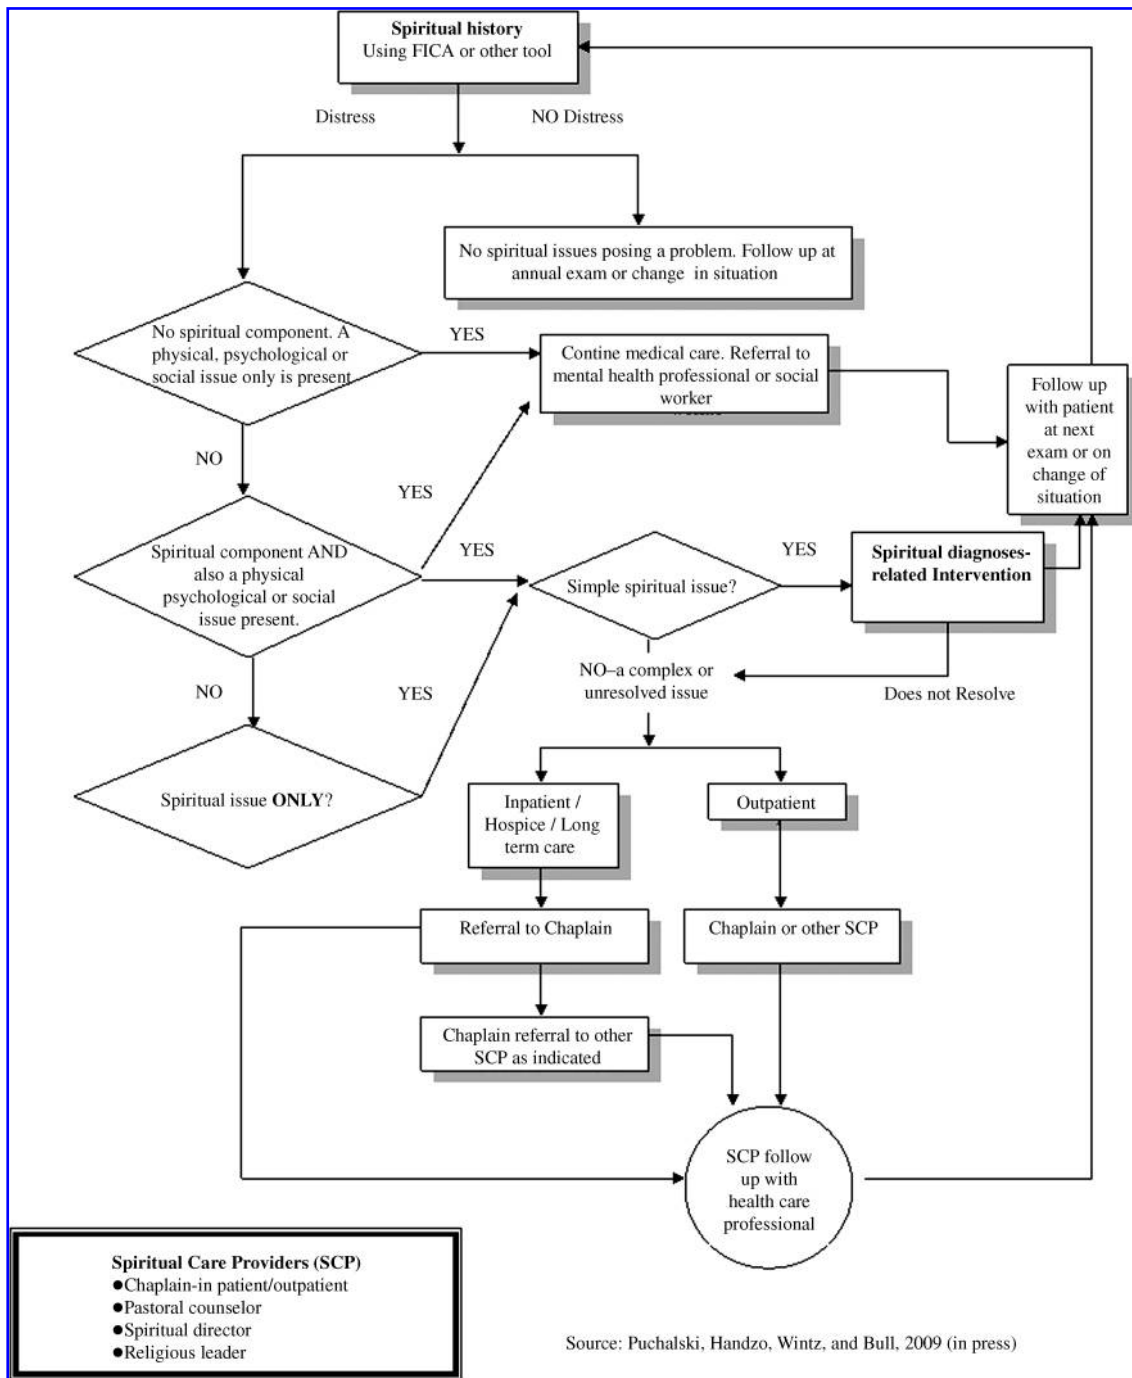 Spiritual history
Using FICA or other tool
Distress
NO Distress
No spiritual issues posing a problem. Follow up at
annual exam or change in situation
No spiritual component. A
physical, psychological or
social issue only is present
YES
Contine medical care. Referral to
mental health professional or social
worker
Follow up
with patient
at next
exam or on
change of
situation
NO
YES
Spiritual component AND
also a physical
psychological or social
issue present.
YES
Simple spiritual issue?
YES
Spiritual diagnoses-
related Intervention
NO–a complex or
unresolved issue
Does not Resolve
NO
YES
Spiritual issue ONLY?
Inpatient /
Hospice / Long
term care
Outpatient
Referral to Chaplain
Chaplain or other SCP
Chaplain referral to other
SCP as indicated
SCP follow
up with
health care
professional
Spiritual Care Providers (SCP)
●Chaplain-in patient/outpatient
●Pastoral counselor
●Spiritual director
●Religious leader
Source: Puchalski, Handzo, Wintz, and Bull, 2009 (in press)